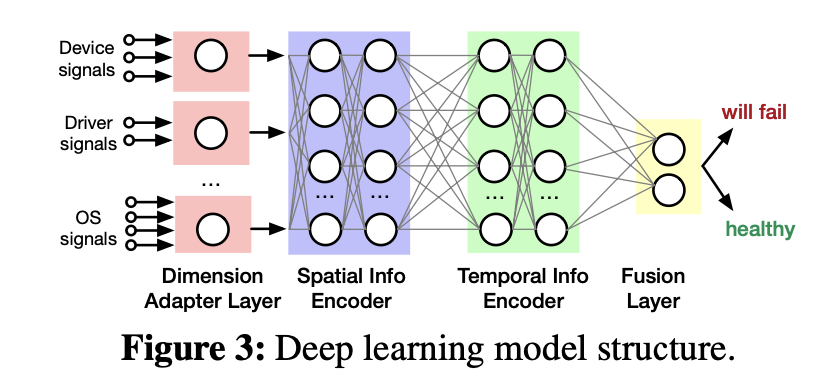 Device
signals
Driver
signals
...
OS
signals
... ...
... ...
will fail
healthy
Dimension
Adapter Layer
Spatial Info
Encoder
Temporal Info
Encoder
Fusion
Layer
Figure 3: Deep learning model structure.